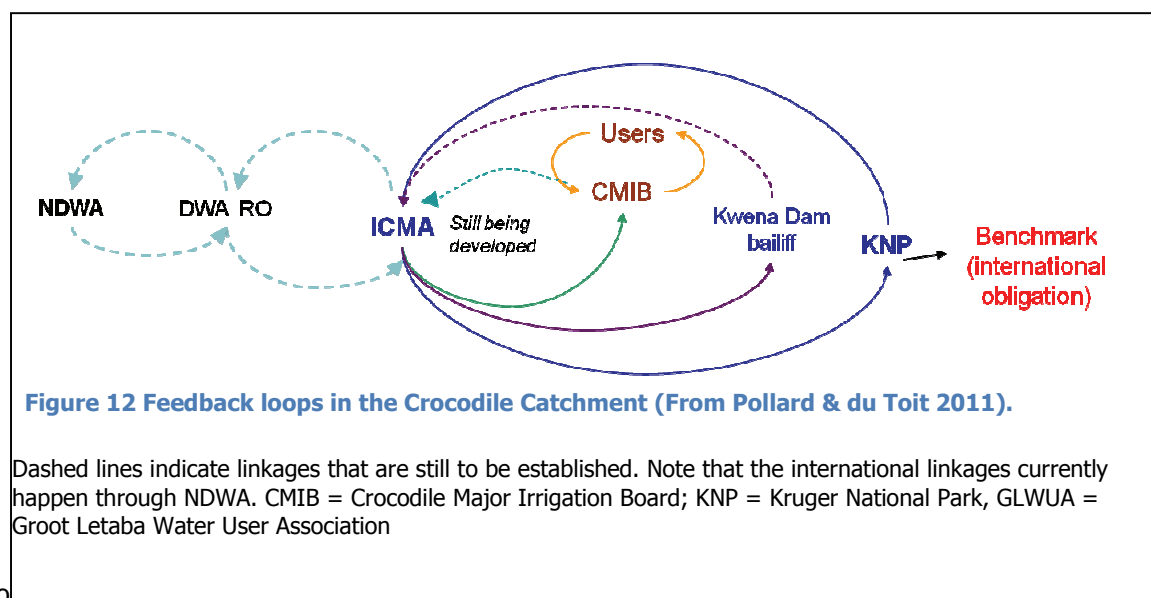 Users
CMIB
NDWA
DWA RO
ICMA
Still being
developed
Kwena Dam
bailiff
KNP
Benchmark
(international
obligation)
Figure 12 Feedback loops in the Crocodile Catchment (From Pollard & du Toit 2011).
Dashed lines indicate linkages that are still to be established. Note that the international linkages currently
happen through NDWA. CMIB = Crocodile Major Irrigation Board; KNP = Kruger National Park, GLWUA =
Groot Letaba Water User Association